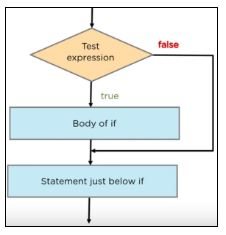 Test
expression
false
true
Body of if
Statement just below if